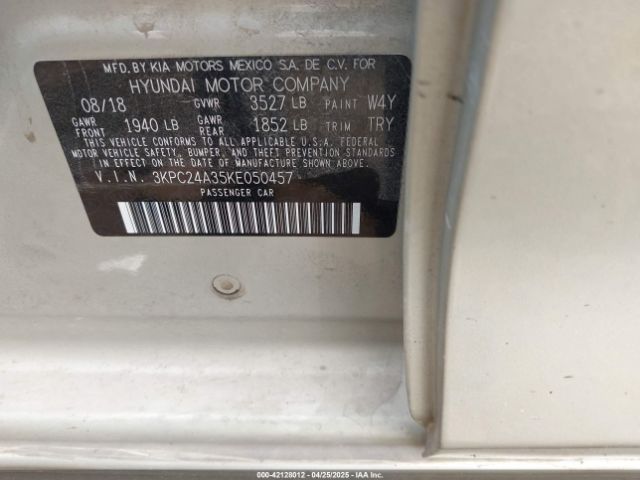 MFD. BY KIA MOTORS MEXICO S.A. DE C.V. FOR
HYUNDAI MOTOR COMPANY
08/18 GVWR 3527 LB PAINT W4Y
GAWR FRONT 1940 LB GAWR REAR 1852 LB TRIM TRY
THIS VEHICLE CONFORMS TO ALL APPLICABLE U.S.A. FEDERAL
MOTOR VEHICLE SAFETY, BUMPER, AND THEFT PREVENTION STANDARDS
IN EFFECT ON THE DATE OF MANUFACTURE SHOWN ABOVE.
V.I.N. 3KPC24A35KE050457
PASSENGER CAR
000-42128012 04/25/2025 IAA Inc.